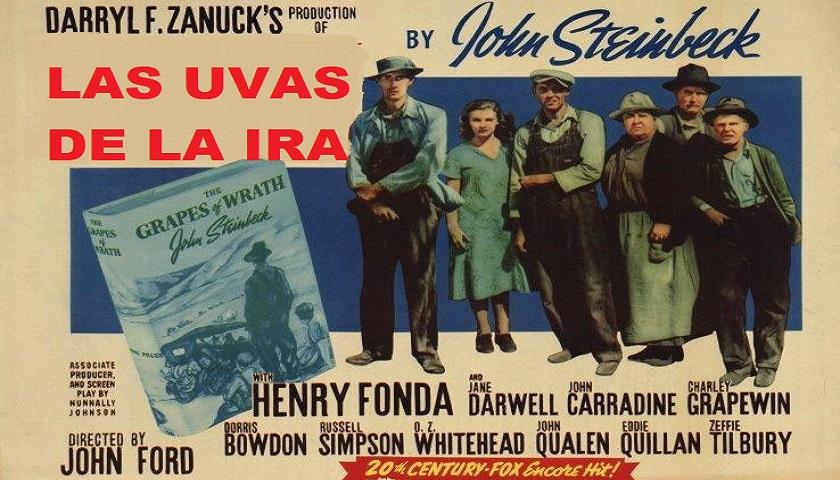 DARRYL F. ZANUCK'S PRODUCTION OF
LAS UVAS
DE LA IRA
BY John Steinbeck
THE
GRAPES of WRATH
John Steinbeck
THE
GRAPES
of
WRATH
ASSOCIATE
PRODUCER,
AND SCREEN
PLAY BY
NUNNALLY
JOHNSON
DIRECTED BY
JOHN FORD
WITH
HENRY FONDA
AND
JANE
DARWELL
JOHN
CARRADINE
CHARLEY
GRAPEWIN
DORRIS
BOWDON
RUSSELL
SIMPSON
O. Z.
WHITEHEAD
JOHN
QUALEN
EDDIE
QUILLAN
ZEFFIE
TILBURY
20th CENTURY-FOX Encore Hit!